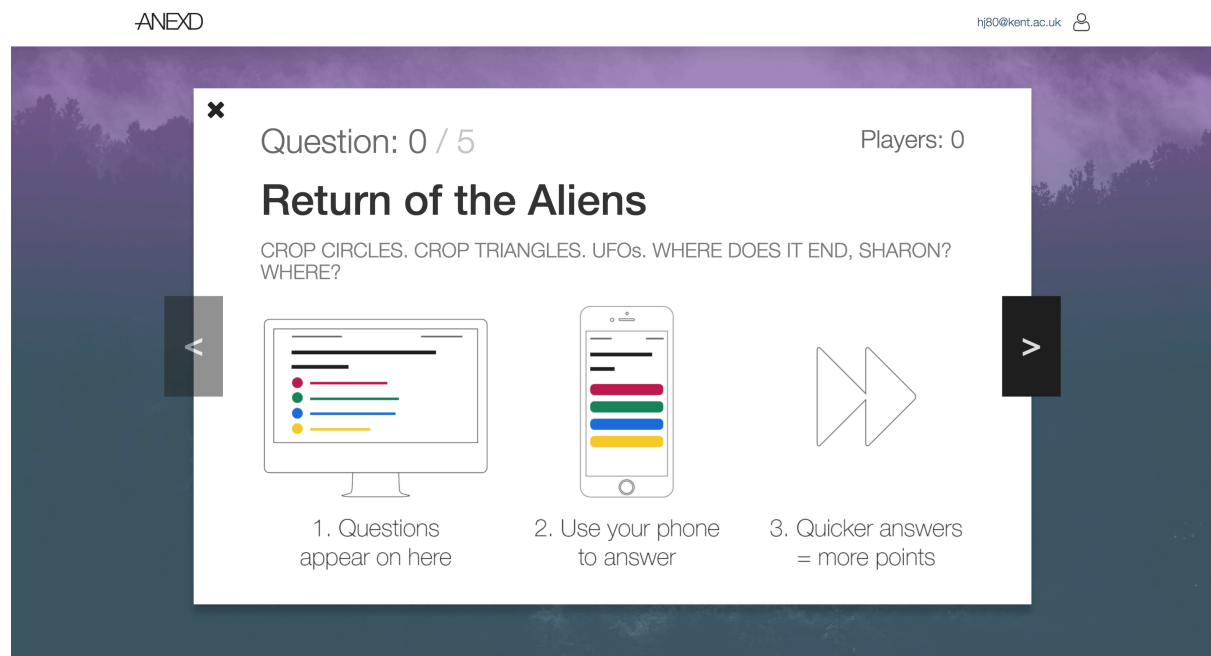 ANEXD
hj80@kent.ac.uk
Question: 0 / 5
Players: 0
Return of the Aliens
CROP CIRCLES. CROP TRIANGLES. UFOs. WHERE DOES IT END, SHARON?
WHERE?
<
>
1. Questions
appear on here
2. Use your phone
to answer
3. Quicker answers
= more points